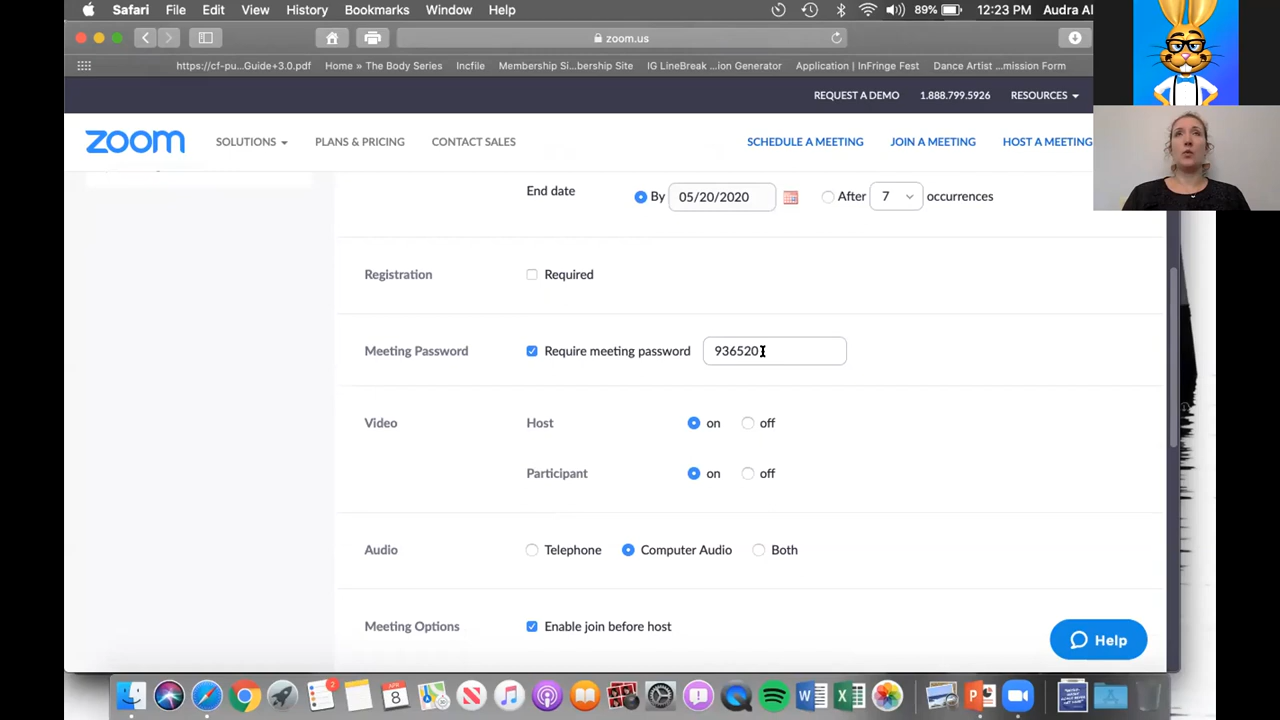 Safari File Edit View History Bookmarks Window Help 89% 12:23 PM Audra Al
zoom.us
https://cf-pu...Guide+3.0.pdf Home » The Body Series In... ...mbership Si...bership Site IG LineBreak ...ion Generator Application | InFringe Fest Dance Artist ...mission Form
REQUEST A DEMO 1.888.799.5926 RESOURCES
zoom SOLUTIONS PLANS & PRICING CONTACT SALES SCHEDULE A MEETING JOIN A MEETING HOST A MEETING
End date By 05/20/2020 After 7 occurrences
Registration Required
Meeting Password Require meeting password 936520
Video Host on off
Participant on off
Audio Telephone Computer Audio Both
Meeting Options Enable join before host
Help
2
APR
8